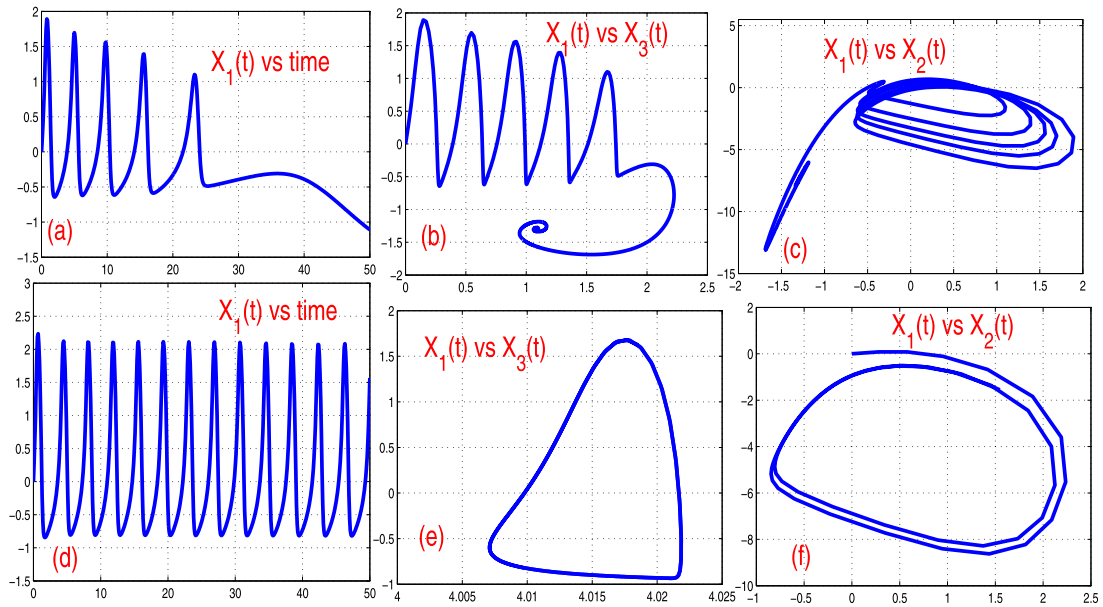 X1(t) vs time
2
1.5
1
0.5
0
−0.5
−1
−1.5
(a)
0 10 20 30 40 50
X1(t) vs X3(t)
2
1.5
1
0.5
0
−0.5
−1
−1.5
−2
(b)
0 0.5 1 1.5 2 2.5
X1(t) vs X2(t)
5
0
−5
−10
−15
(c)
−2 −1.5 −1 −0.5 0 0.5 1 1.5 2
X1(t) vs time
3
2.5
2
1.5
1
0.5
0
−0.5
−1
−1.5
(d)
0 10 20 30 40 50
X1(t) vs X3(t)
2
1.5
1
0.5
0
−0.5
−1
(e)
4 4.005 4.01 4.015 4.02 4.025
X1(t) vs X2(t)
2
0
−2
−4
−6
−8
−10
(f)
−1 −0.5 0 0.5 1 1.5 2 2.5